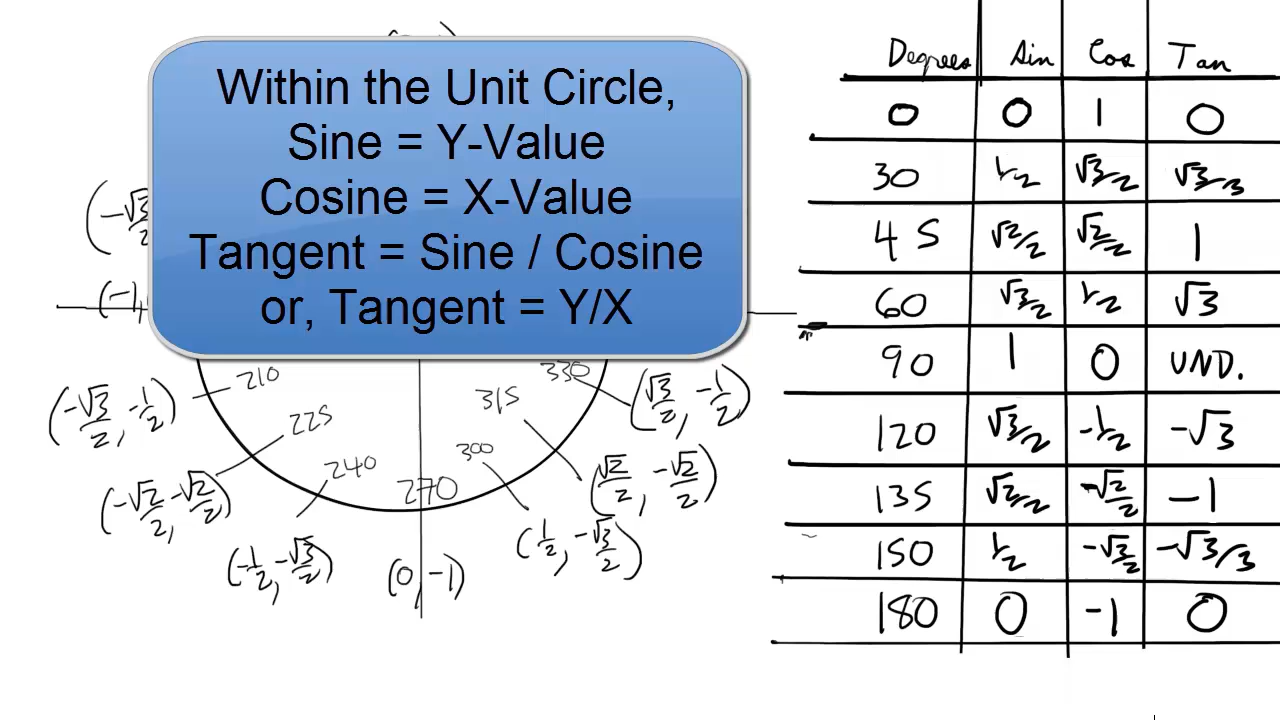 Within the Unit Circle,
Sine = Y-Value
Cosine = X-Value
Tangent = Sine / Cosine
or, Tangent = Y/X
(-√3/2
(-1,
210
225
240
270
300
315
330
(-√3/2, -1/2)
(-√2/2, -√2/2)
(-1/2, -√3/2)
(0, -1)
(1/2, -√3/2)
(√2/2, -√2/2)
(√3/2, -1/2)
Degrees Sin Cos Tan
0 0 1 0
30 1/2 √3/2 √3/3
45 √2/2 √2/2 1
60 √3/2 1/2 √3
90 1 0 UND.
120 √3/2 -1/2 -√3
135 √2/2 -√2/2 -1
150 1/2 -√3/2 -√3/3
180 0 -1 0